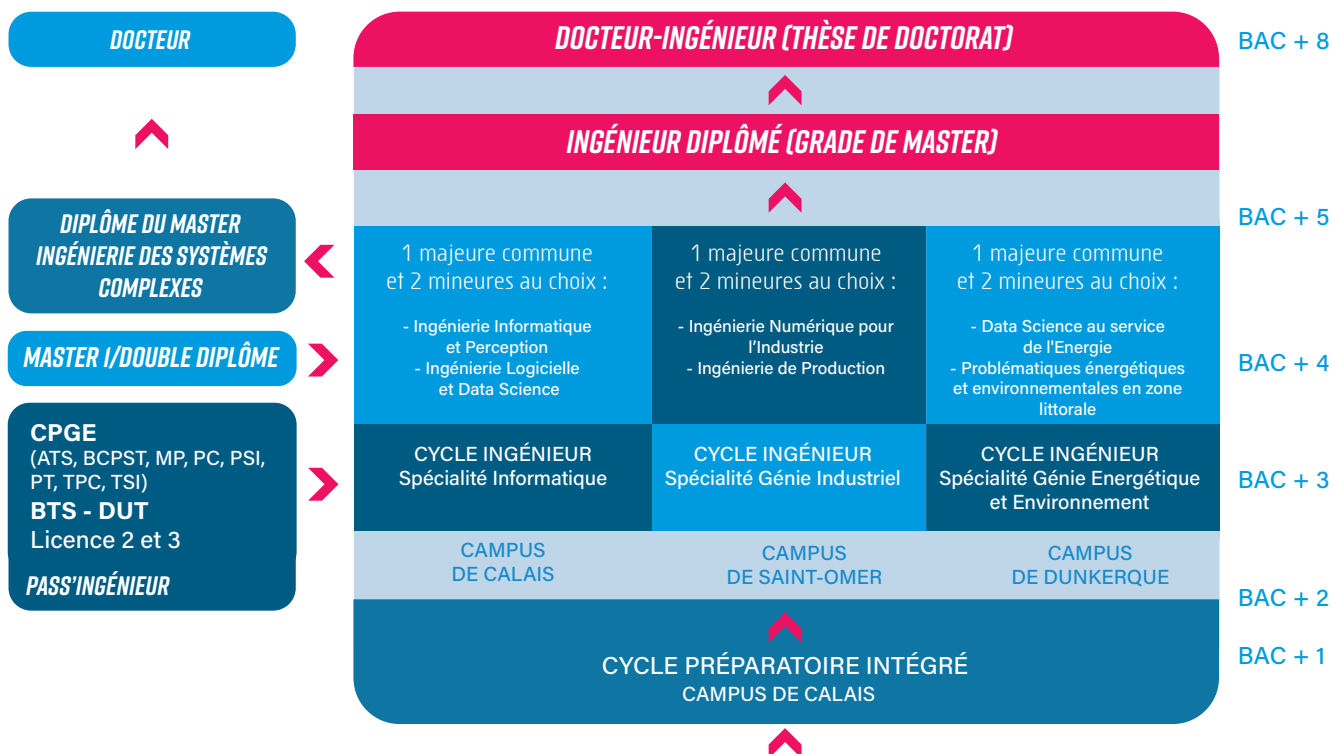 DOCTEUR
DOCTEUR-INGÉNIEUR (THÈSE DE DOCTORAT)
BAC + 8
INGÉNIEUR DIPLÔMÉ (GRADE DE MASTER)
DIPLÔME DU MASTER
INGÉNIERIE DES SYSTÈMES
COMPLEXES
BAC + 5
1 majeure commune
et 2 mineures au choix :
- Ingénierie Informatique
et Perception
- Ingénierie Logicielle
et Data Science
1 majeure commune
et 2 mineures au choix :
- Ingénierie Numérique pour
l'Industrie
- Ingénierie de Production
1 majeure commune
et 2 mineures au choix :
- Data Science au service
de l'Energie
- Problématiques énergétiques
et environnementales en zone
littorale
MASTER 1/DOUBLE DIPLÔME
BAC + 4
CPGE
(ATS, BCPST, MP, PC, PSI,
PT, TPC, TSI)
BTS - DUT
Licence 2 et 3
PASS'INGÉNIEUR
CYCLE INGÉNIEUR
Spécialité Informatique
CYCLE INGÉNIEUR
Spécialité Génie Industriel
CYCLE INGÉNIEUR
Spécialité Génie Energétique
et Environnement
BAC + 3
CAMPUS
DE CALAIS
CAMPUS
DE SAINT-OMER
CAMPUS
DE DUNKERQUE
BAC + 2
CYCLE PRÉPARATOIRE INTÉGRÉ
CAMPUS DE CALAIS
BAC + 1